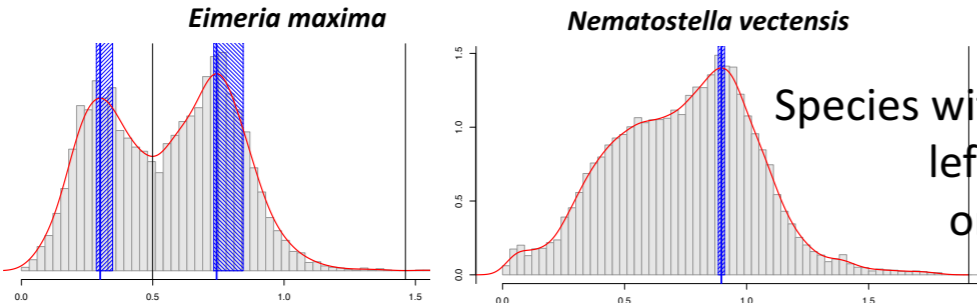 Eimeria maxima
0.0 0.5 1.0 1.5
Nematostella vectensis
1.5
1.0
0.5
0.0
0.0 0.5 1.0 1.5
Species wi
lef
o